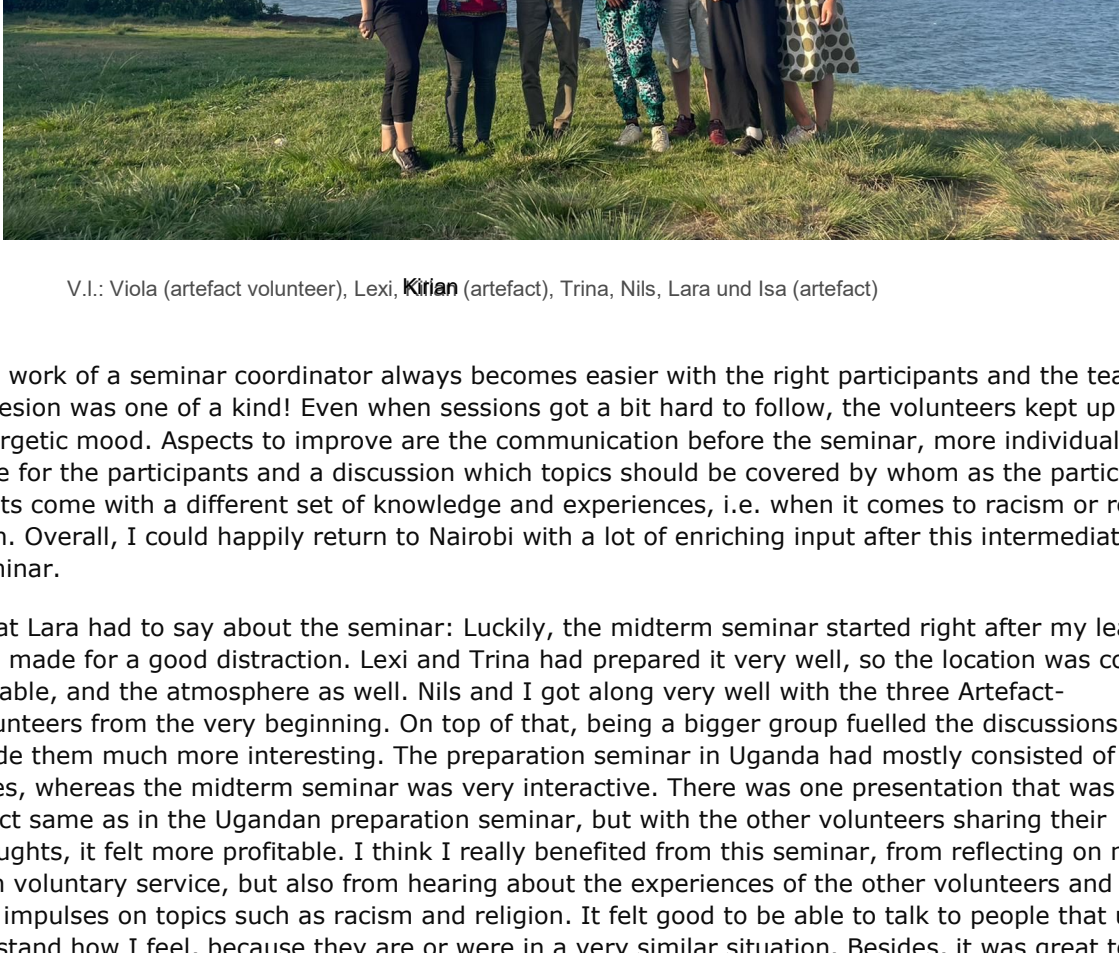 V.l.: Viola (artefact volunteer), Lexi, Kirian (artefact), Trina, Nils, Lara und Isa (artefact)
work of a seminar coordinator always becomes easier with the right participants and the tea
esion was one of a kind! Even when sessions got a bit hard to follow, the volunteers kept up
rgetic mood. Aspects to improve are the communication before the seminar, more individual
e for the participants and a discussion which topics should be covered by whom as the partic
ts come with a different set of knowledge and experiences, i.e. when it comes to racism or re
n. Overall, I could happily return to Nairobi with a lot of enriching input after this intermediat
minar.
at Lara had to say about the seminar: Luckily, the midterm seminar started right after my lea
made for a good distraction. Lexi and Trina had prepared it very well, so the location was co
able, and the atmosphere as well. Nils and I got along very well with the three Artefact-
unteers from the very beginning. On top of that, being a bigger group fuelled the discussions
de them much more interesting. The preparation seminar in Uganda had mostly consisted of
es, whereas the midterm seminar was very interactive. There was one presentation that was
ct same as in the Ugandan preparation seminar, but with the other volunteers sharing their
ughts, it felt more profitable. I think I really benefited from this seminar, from reflecting on
n voluntary service, but also from hearing about the experiences of the other volunteers and
impulses on topics such as racism and religion. It felt good to be able to talk to people that u
stand how I feel, because they are or were in a very similar situation. Besides, it was great to